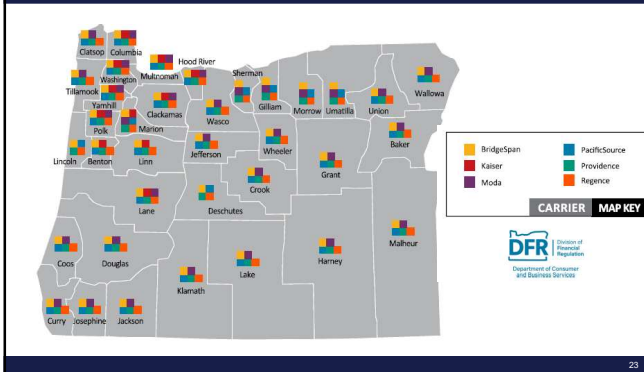 Clatsop Columbia
Hood River
Multnomah
Washington
Tillamook
Yamhill
Clackamas
Sherman
Gilliam
Morrow Umatilla
Union
Wallowa
Wasco
Polk
Marion
Baker
Lincoln Benton Linn
Jefferson
Wheeler
Grant
Crook
Lane
Deschutes
Coos Douglas
Klamath
Lake
Harney
Malheur
Curry Josephine Jackson
BridgeSpan PacificSource
Kaiser Providence
Moda Regence
CARRIER MAP KEY
DFR
Division of
Financial
Regulation
Department of Consumer
and Business Services
23